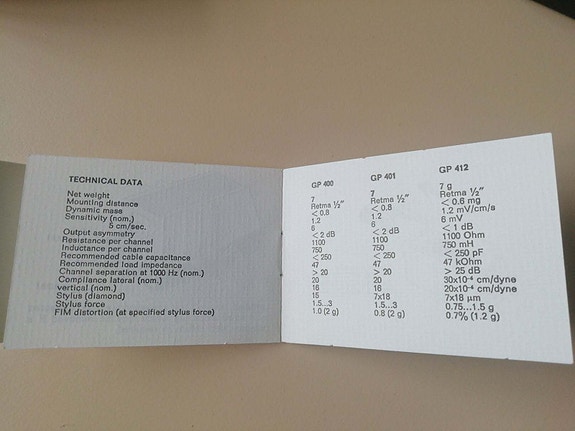 TECHNICAL DATA
Net weight
Mounting distance
Dynamic mass
Sensitivity (nom.)
5 cm/sec.
Output asymmetry
Resistance per channel
Inductance per channel
Recommended cable capacitance
Recommended load impedance
Channel separation at 1000 Hz (nom.)
Compliance lateral (nom.)
vertical (nom.)
Stylus (diamond)
Stylus force
FIM distortion (at specified stylus force)
GP 400
7
Retma ½"
< 0.8
1.2
6
< 2 dB
1100
750
< 250
47
> 20
20
16
15
1.5...3
1.0 (2 g)
GP 401
7
Retma ½"
< 0.8
1.2
6
< 2 dB
1100
750
< 250
47
> 20
20
16
7x18
1.5...3
0.8 (2 g)
GP 412
7 g
Retma ½"
< 0.6 mg
1.2 mV/cm/s
6 mV
< 1 dB
1100 Ohm
750 mH
< 250 pF
47 kOhm
> 25 dB
30x10⁻⁶ cm/dyne
20x10⁻⁶ cm/dyne
7x18 µm
0.75...1.5 g
0.7% (1.2 g)